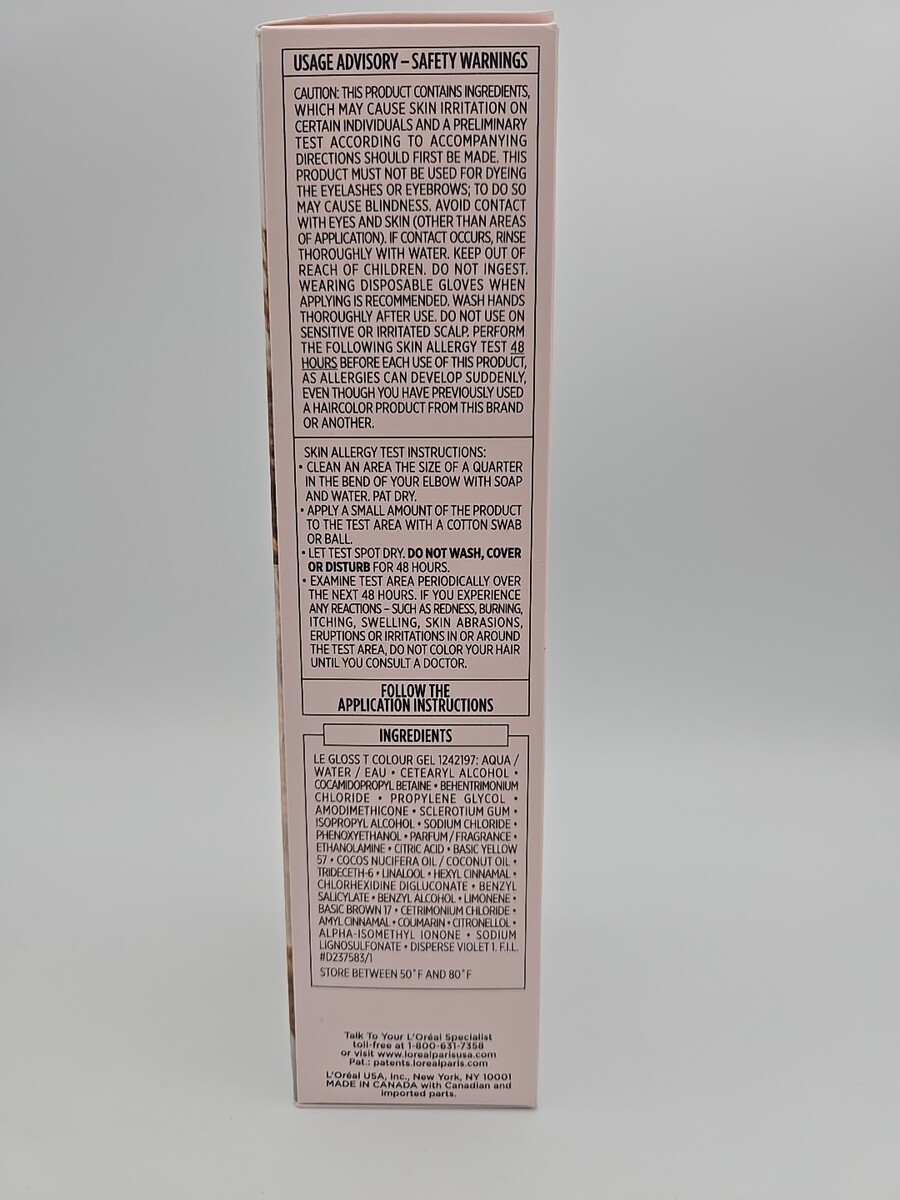 USAGE ADVISORY – SAFETY WARNINGS
CAUTION: THIS PRODUCT CONTAINS INGREDIENTS,
WHICH MAY CAUSE SKIN IRRITATION ON
CERTAIN INDIVIDUALS AND A PRELIMINARY
TEST ACCORDING TO ACCOMPANYING
DIRECTIONS SHOULD FIRST BE MADE. THIS
PRODUCT MUST NOT BE USED FOR DYEING
THE EYELASHES OR EYEBROWS; TO DO SO
MAY CAUSE BLINDNESS. AVOID CONTACT
WITH EYES AND SKIN (OTHER THAN AREAS
OF APPLICATION). IF CONTACT OCCURS, RINSE
THOROUGHLY WITH WATER. KEEP OUT OF
REACH OF CHILDREN. DO NOT INGEST.
WEARING DISPOSABLE GLOVES WHEN
APPLYING IS RECOMMENDED. WASH HANDS
THOROUGHLY AFTER USE. DO NOT USE ON
SENSITIVE OR IRRITATED SCALP. PERFORM
THE FOLLOWING SKIN ALLERGY TEST 48
HOURS BEFORE EACH USE OF THIS PRODUCT,
AS ALLERGIES CAN DEVELOP SUDDENLY,
EVEN THOUGH YOU HAVE PREVIOUSLY USED
A HAIRCOLOR PRODUCT FROM THIS BRAND
OR ANOTHER.
SKIN ALLERGY TEST INSTRUCTIONS:
• CLEAN AN AREA THE SIZE OF A QUARTER
IN THE BEND OF YOUR ELBOW WITH SOAP
AND WATER. PAT DRY.
• APPLY A SMALL AMOUNT OF THE PRODUCT
TO THE TEST AREA WITH A COTTON SWAB
OR BALL.
• LET TEST SPOT DRY. DO NOT WASH, COVER
OR DISTURB FOR 48 HOURS.
• EXAMINE TEST AREA PERIODICALLY OVER
THE NEXT 48 HOURS. IF YOU EXPERIENCE
ANY REACTIONS – SUCH AS REDNESS, BURNING,
ITCHING, SWELLING, SKIN ABRASIONS,
ERUPTIONS OR IRRITATIONS IN OR AROUND
THE TEST AREA, DO NOT COLOR YOUR HAIR
UNTIL YOU CONSULT A DOCTOR.
FOLLOW THE
APPLICATION INSTRUCTIONS
INGREDIENTS
LE GLOSS T COLOUR GEL 1242197: AQUA /
WATER / EAU • CETEARYL ALCOHOL •
COCAMIDOPROPYL BETAINE • BEHENTRIMONIUM
CHLORIDE • PROPYLENE GLYCOL •
AMODIMETHICONE • SCLEROTIUM GUM •
ISOPROPYL ALCOHOL • SODIUM CHLORIDE •
PHENOXYETHANOL • PARFUM / FRAGRANCE •
ETHANOLAMINE • CITRIC ACID • BASIC YELLOW
57 • COCOS NUCIFERA OIL / COCONUT OIL •
TRIDECETH-6 • LINALOOL • HEXYL CINNAMAL •
CHLORHEXIDINE DIGLUCONATE • BENZYL
SALICYLATE • BENZYL ALCOHOL • LIMONENE •
BASIC BROWN 17 • CETRIMONIUM CHLORIDE •
AMYL CINNAMAL • COUMARIN • CITRONELLOL •
ALPHA-ISOMETHYL IONONE • SODIUM
LIGNOSULFONATE • DISPERSE VIOLET 1. F.I.L.
#D237583/1
STORE BETWEEN 50°F AND 80°F
Talk To Your L'Oréal Specialist
toll-free at 1-800-631-7358
or visit www.lorealparisusa.com
Pat.: patents.lorealparis.com
L'Oréal USA, Inc., New York, NY 10001
MADE IN CANADA with Canadian and
imported parts.